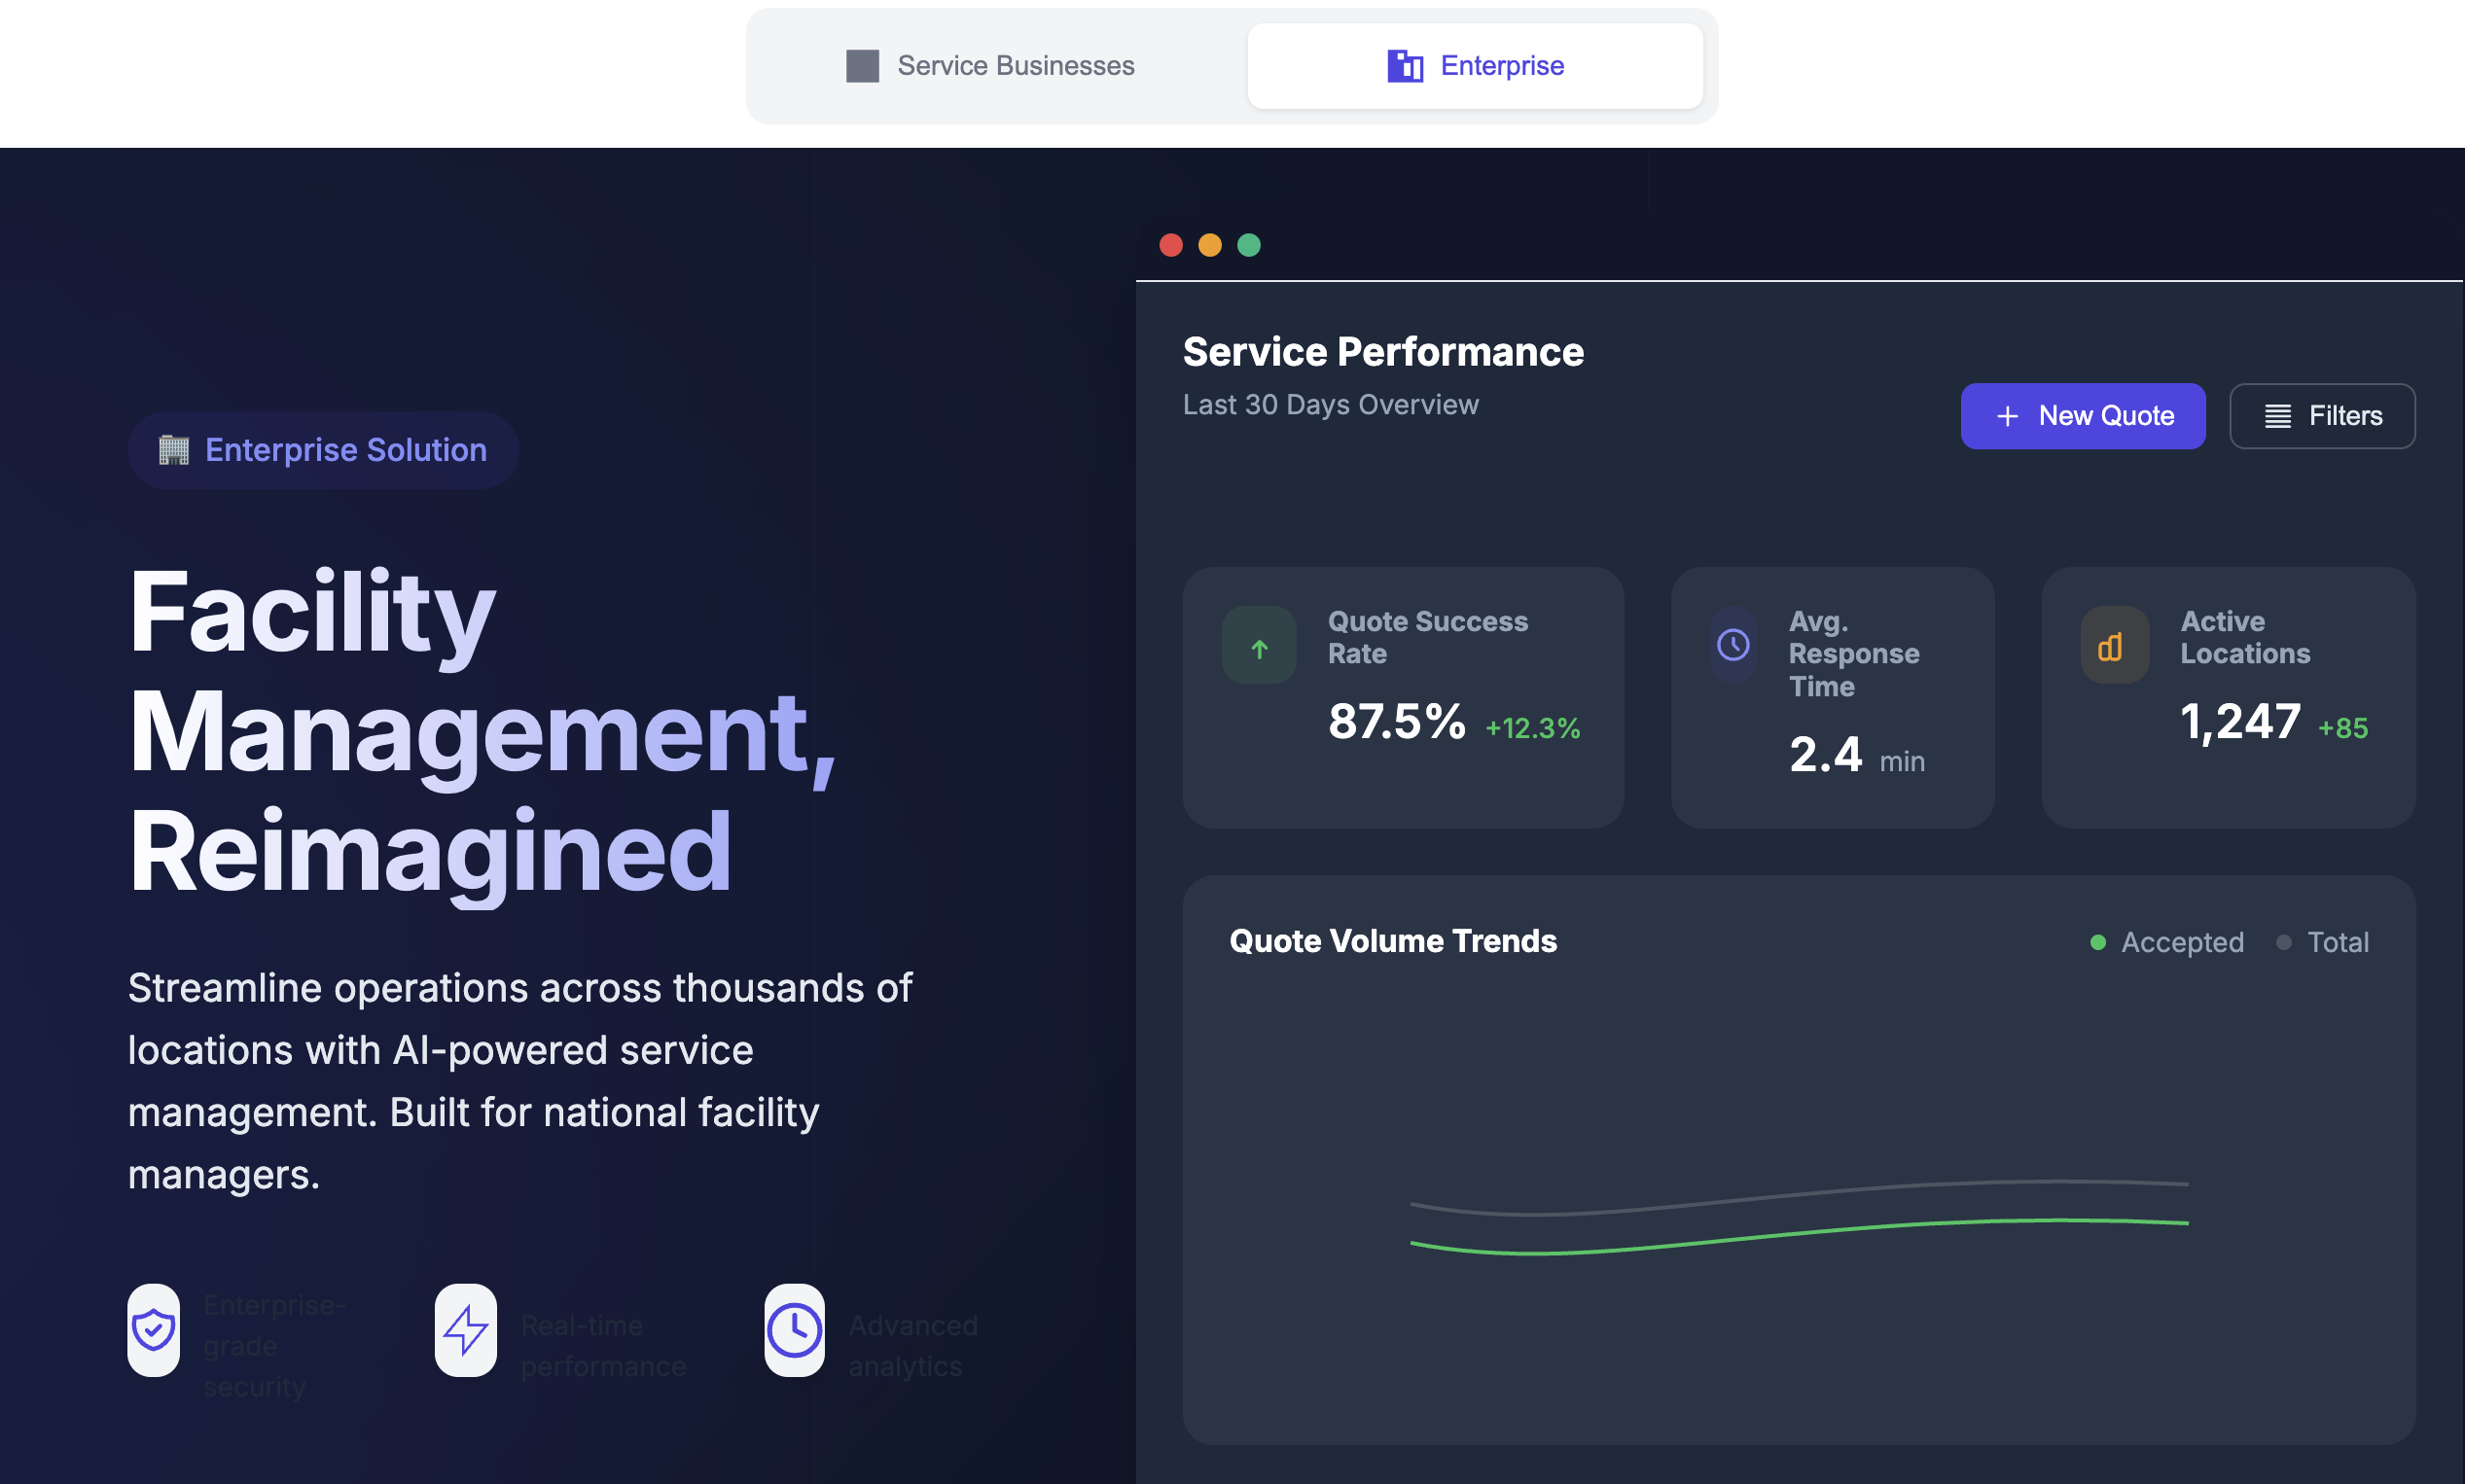 Service Businesses
Enterprise
Enterprise Solution
Facility
Management,
Reimagined
Streamline operations across thousands of
locations with AI-powered service
management. Built for national facility
managers.
Enterprise-
grade
security
Real-time
performance
Advanced
analytics
Service Performance
Last 30 Days Overview
New Quote
Filters
Quote Success
Rate
87.5% +12.3%
Avg.
Response
Time
2.4 min
Active
Locations
1,247 +85
Quote Volume Trends
Accepted
Total